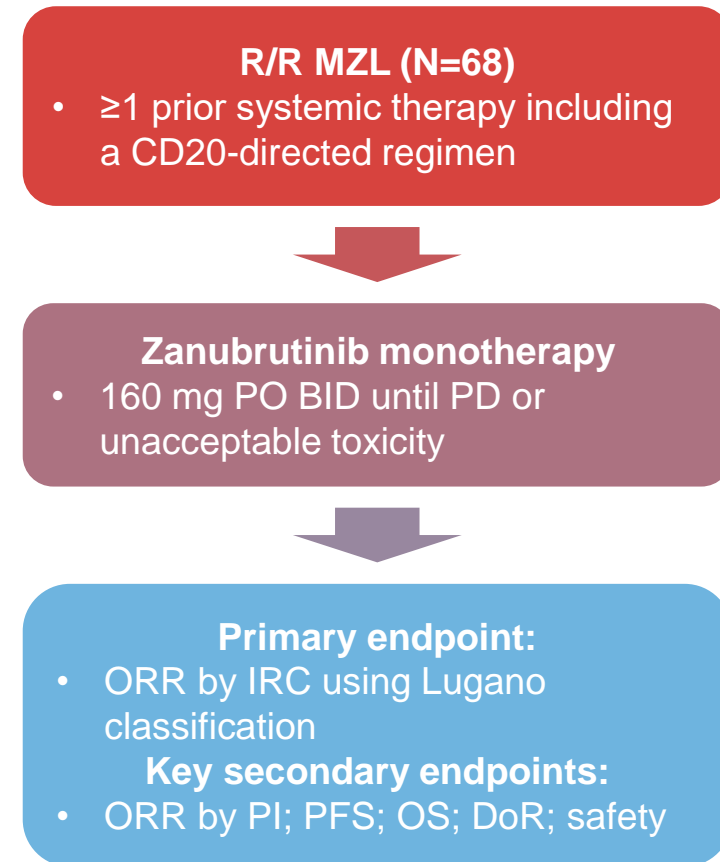 R/R MZL (N=68)
• ≥1 prior systemic therapy including
a CD20-directed regimen
Zanubrutinib monotherapy
• 160 mg PO BID until PD or
unacceptable toxicity
Primary endpoint:
• ORR by IRC using Lugano
classification
Key secondary endpoints:
• ORR by PI; PFS; OS; DoR; safety